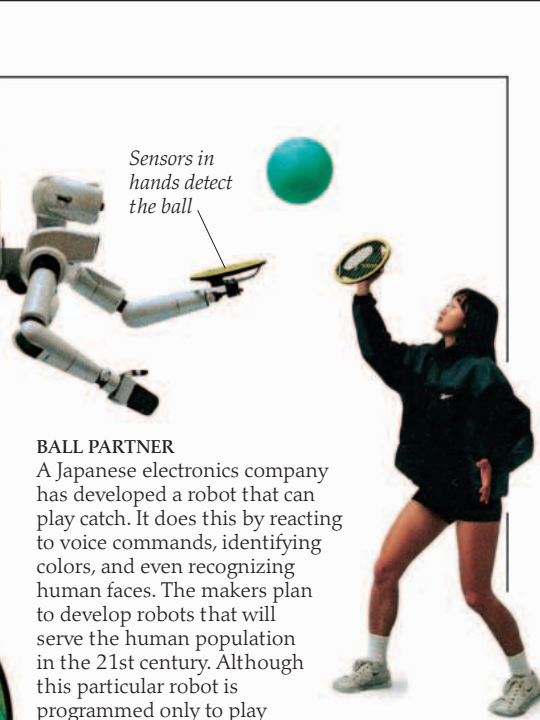 Sensors in
hands detect
the ball
BALL PARTNER
A Japanese electronics company
has developed a robot that can
play catch. It does this by reacting
to voice commands, identifying
colors, and even recognizing
human faces. The makers plan
to develop robots that will
serve the human population
in the 21st century. Although
this particular robot is
programmed only to play